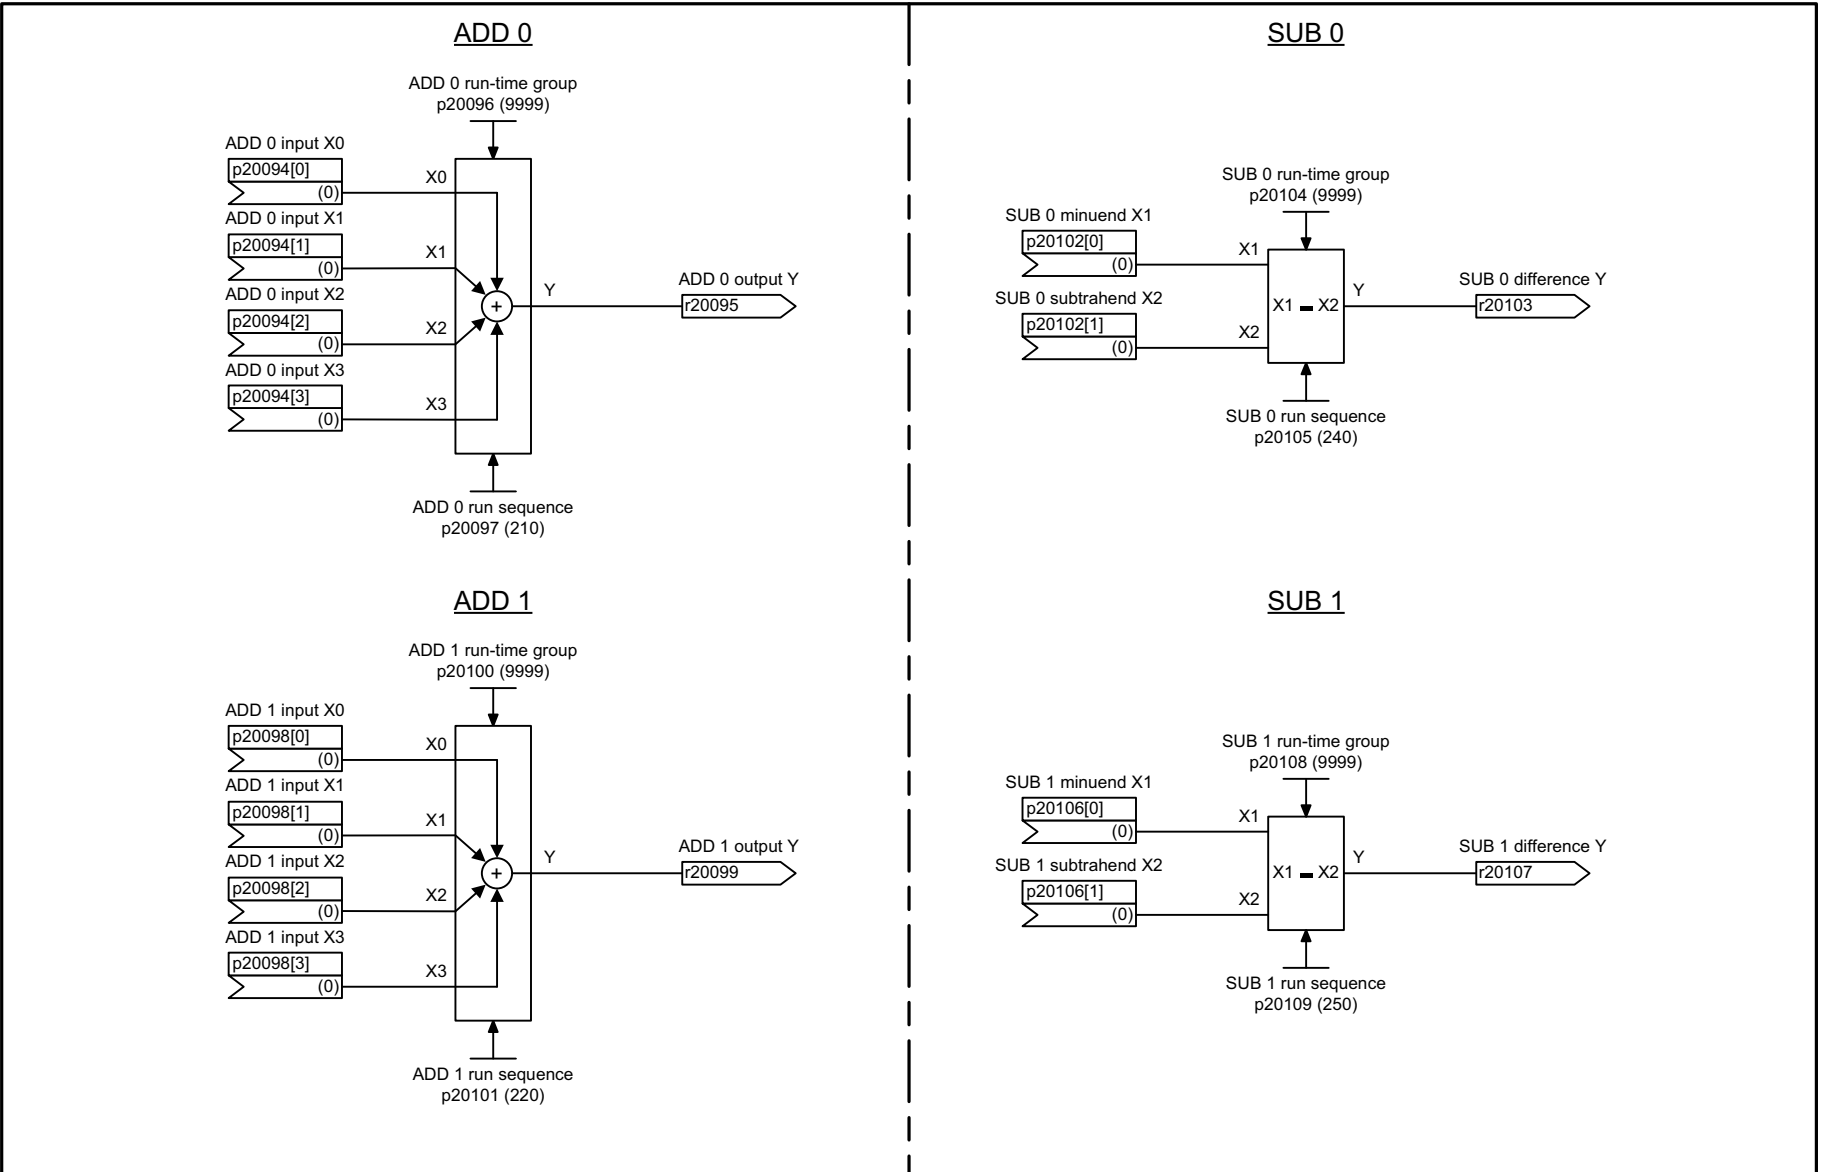 ADD 0
ADD 0 run-time group
p20096 (9999)
ADD 0 input X0
p20094[0]
(0)
X0
ADD 0 input X1
p20094[1]
(0)
X1
ADD 0 input X2
p20094[2]
(0)
X2
ADD 0 input X3
p20094[3]
(0)
X3
+
Y
ADD 0 output Y
r20095
ADD 0 run sequence
p20097 (210)
SUB 0
SUB 0 run-time group
p20104 (9999)
SUB 0 minuend X1
p20102[0]
(0)
X1
SUB 0 subtrahend X2
p20102[1]
(0)
X2
X1 - X2
Y
SUB 0 difference Y
r20103
SUB 0 run sequence
p20105 (240)
ADD 1
ADD 1 run-time group
p20100 (9999)
ADD 1 input X0
p20098[0]
(0)
X0
ADD 1 input X1
p20098[1]
(0)
X1
ADD 1 input X2
p20098[2]
(0)
X2
ADD 1 input X3
p20098[3]
(0)
X3
+
Y
ADD 1 output Y
r20099
ADD 1 run sequence
p20101 (220)
SUB 1
SUB 1 run-time group
p20108 (9999)
SUB 1 minuend X1
p20106[0]
(0)
X1
SUB 1 subtrahend X2
p20106[1]
(0)
X2
X1 - X2
Y
SUB 1 difference Y
r20107
SUB 1 run sequence
p20109 (250)